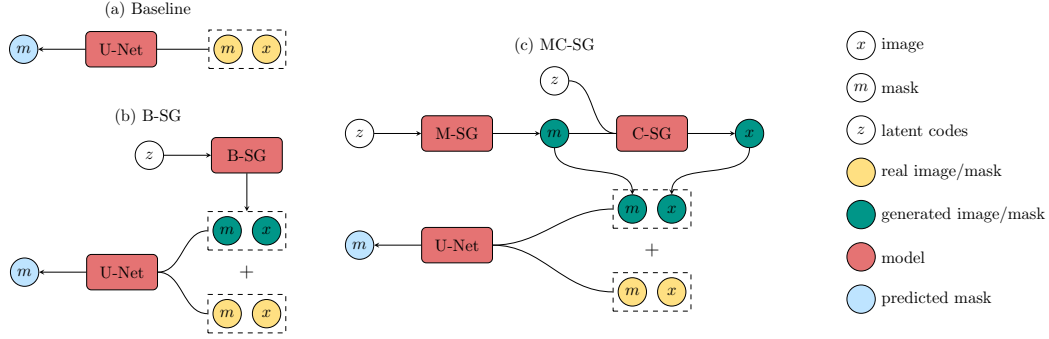 (a) Baseline
m U-Net m x
(b) B-SG
z B-SG
m x
m U-Net +
m x
(c) MC-SG
z
z M-SG m C-SG x
m x
m U-Net +
m x
x image
m mask
z latent codes
real image/mask
generated image/mask
model
predicted mask